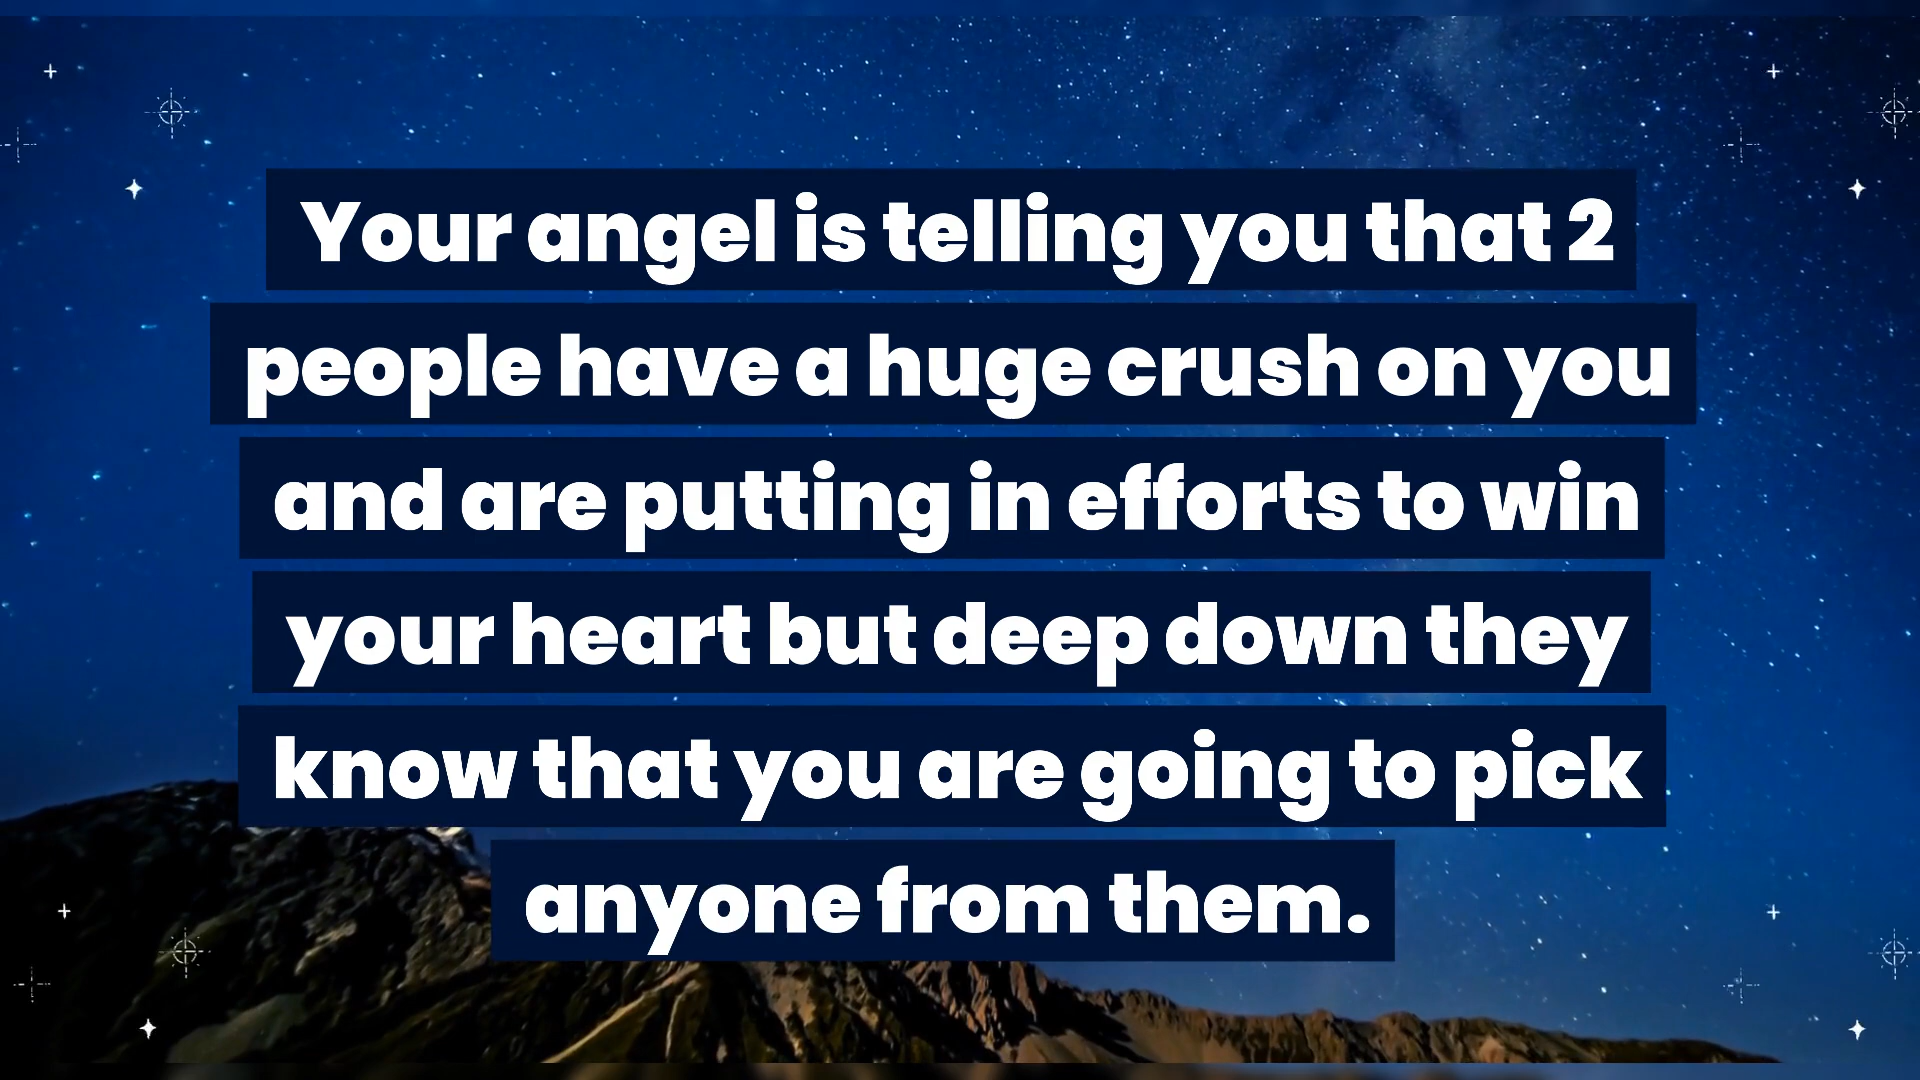 Your angel is telling you that 2
people have a huge crush on you
and are putting in efforts to win
your heart but deep down they
know that you are going to pick
anyone from them.